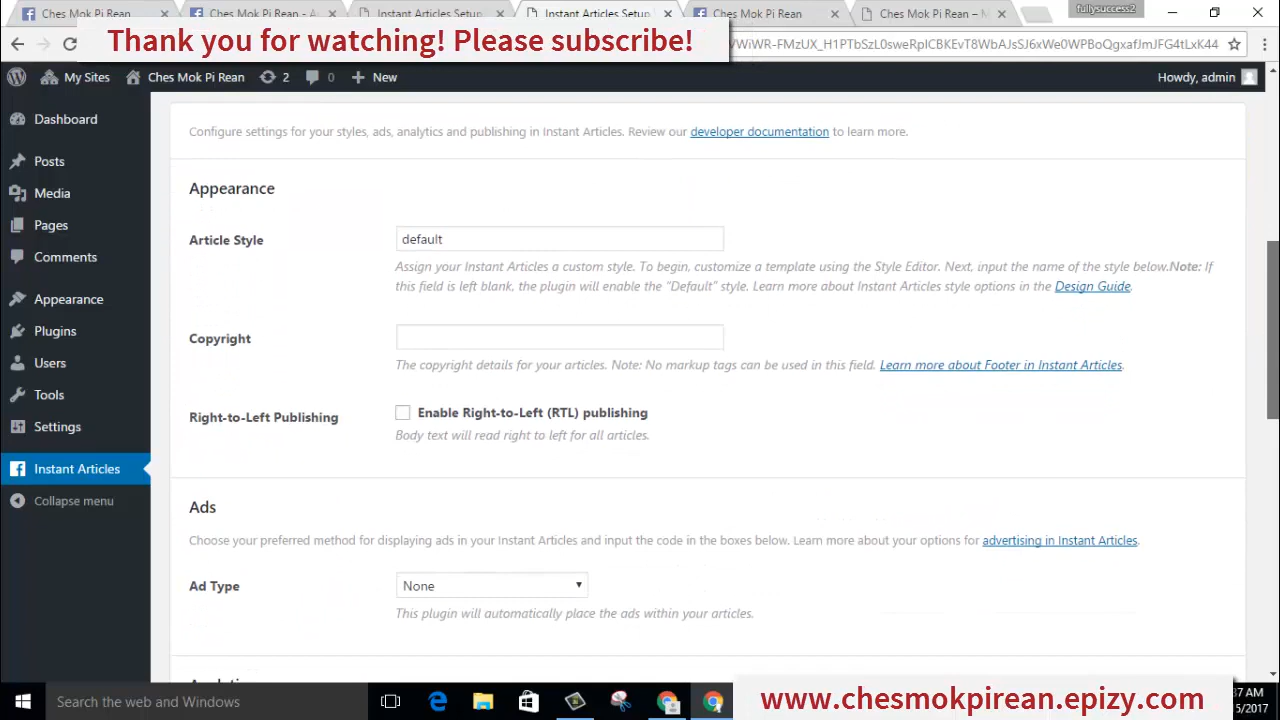 Ches Mok Pi Rean
Ches Mok Pi Rean - A
Instant Articles Setup
Instant Articles Setup
Ches Mok Pi Rean
Ches Mok Pi Rean – M
fullysuccess2
Thank you for watching! Please subscribe!
My Sites
Ches Mok Pi Rean
2
0
New
Howdy, admin
Dashboard
Posts
Media
Pages
Comments
Appearance
Plugins
Users
Tools
Settings
Instant Articles
Collapse menu
Configure settings for your styles, ads, analytics and publishing in Instant Articles. Review our developer documentation to learn more.
Appearance
Article Style
default
Assign your Instant Articles a custom style. To begin, customize a template using the Style Editor. Next, input the name of the style below.Note: If
this field is left blank, the plugin will enable the "Default" style. Learn more about Instant Articles style options in the Design Guide.
Copyright
The copyright details for your articles. Note: No markup tags can be used in this field. Learn more about Footer in Instant Articles.
Right-to-Left Publishing
Enable Right-to-Left (RTL) publishing
Body text will read right to left for all articles.
Ads
Choose your preferred method for displaying ads in your Instant Articles and input the code in the boxes below. Learn more about your options for advertising in Instant Articles.
Ad Type
None
This plugin will automatically place the ads within your articles.
Search the web and Windows
www.chesmokpirean.epizy.com
:37 AM
5/2017